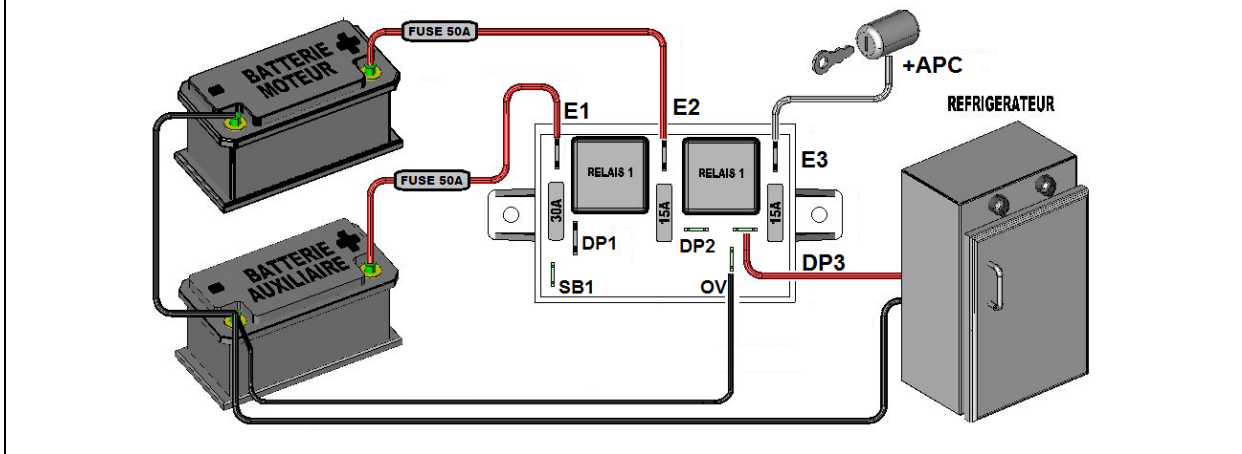 FUSE 50A
BATTERIE
MOTEUR
+APC
REFRIGERATEUR
E1
E2
E3
FUSE 50A
RELAIS 1
RELAIS 1
30A
15A
15A
DP1
DP2
DP3
BATTERIE
AUXILIAIRE
SB1
OV